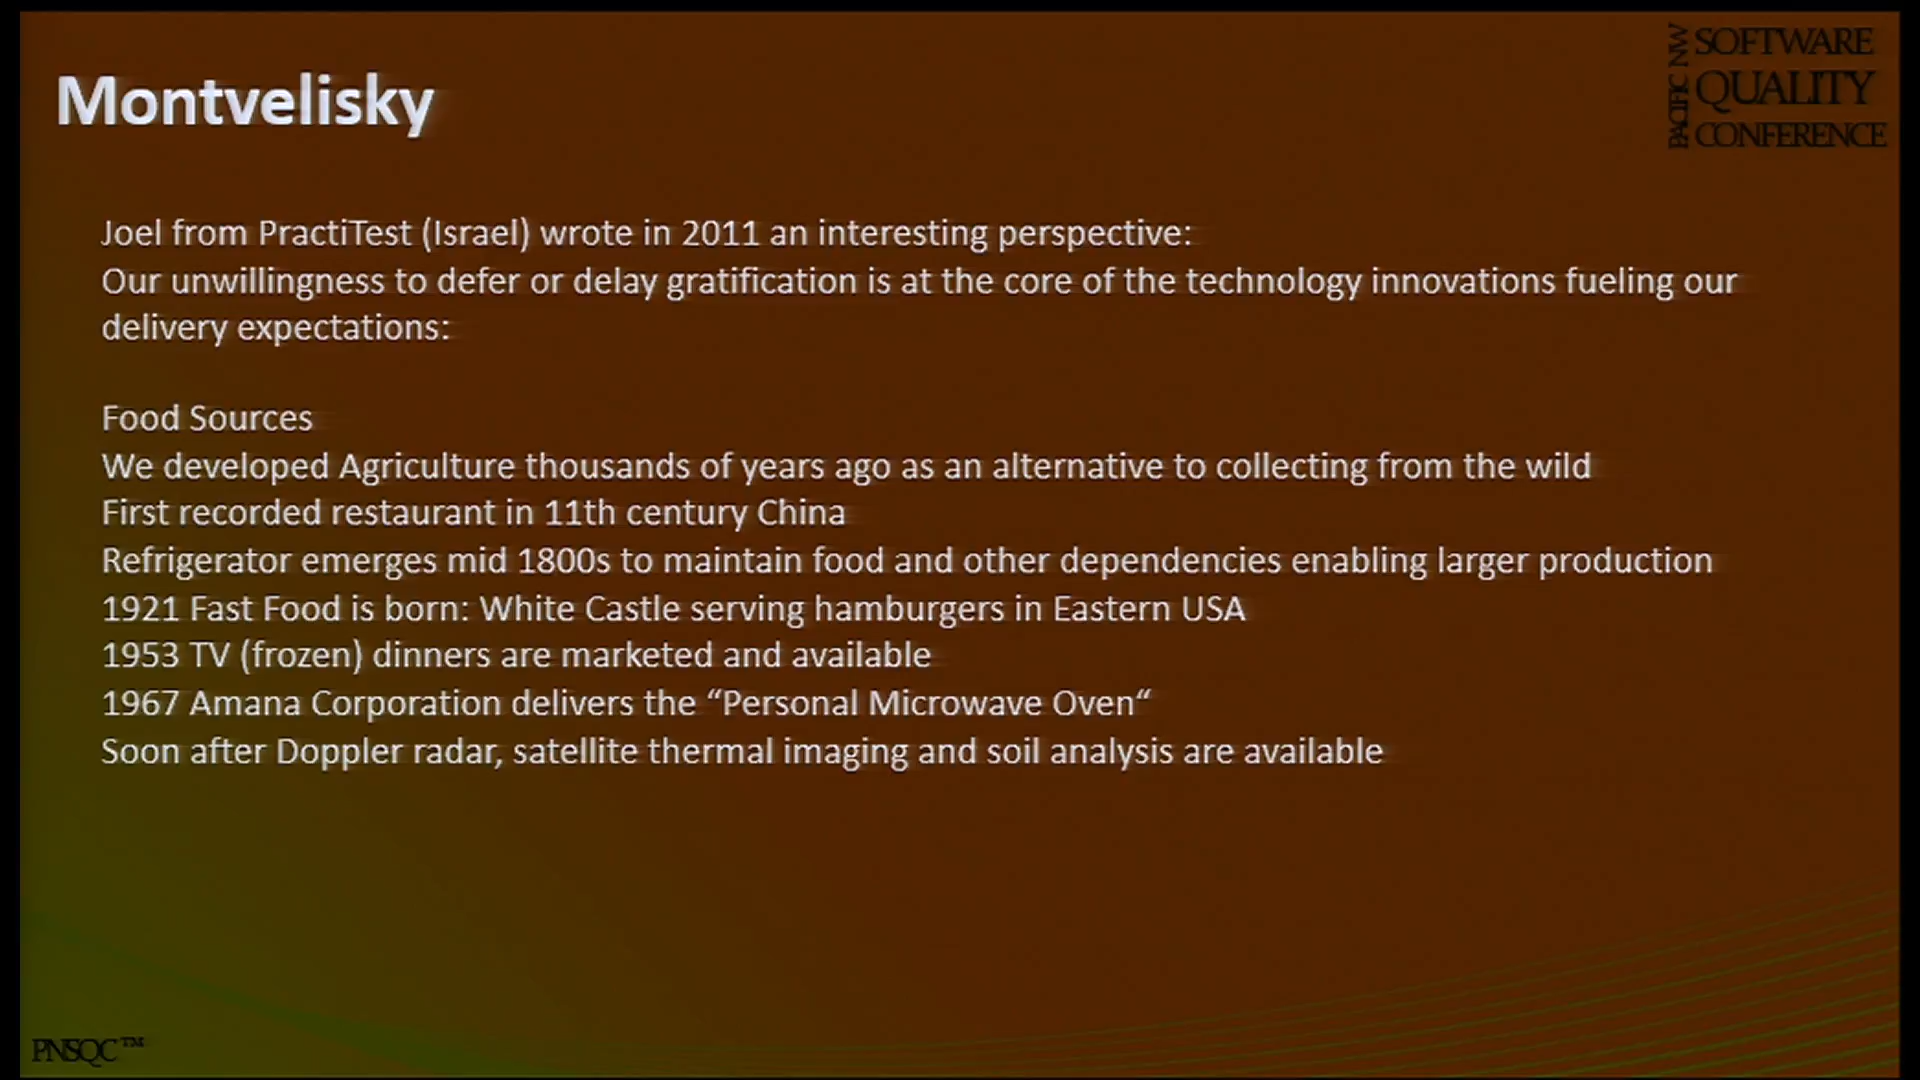 Montvelisky
PACIFIC NW
SOFTWARE
QUALITY
CONFERENCE
Joel from PractiTest (Israel) wrote in 2011 an interesting perspective:
Our unwillingness to defer or delay gratification is at the core of the technology innovations fueling our
delivery expectations:
Food Sources
We developed Agriculture thousands of years ago as an alternative to collecting from the wild
First recorded restaurant in 11th century China
Refrigerator emerges mid 1800s to maintain food and other dependencies enabling larger production
1921 Fast Food is born: White Castle serving hamburgers in Eastern USA
1953 TV (frozen) dinners are marketed and available
1967 Amana Corporation delivers the “Personal Microwave Oven“
Soon after Doppler radar, satellite thermal imaging and soil analysis are available
PNSQC™